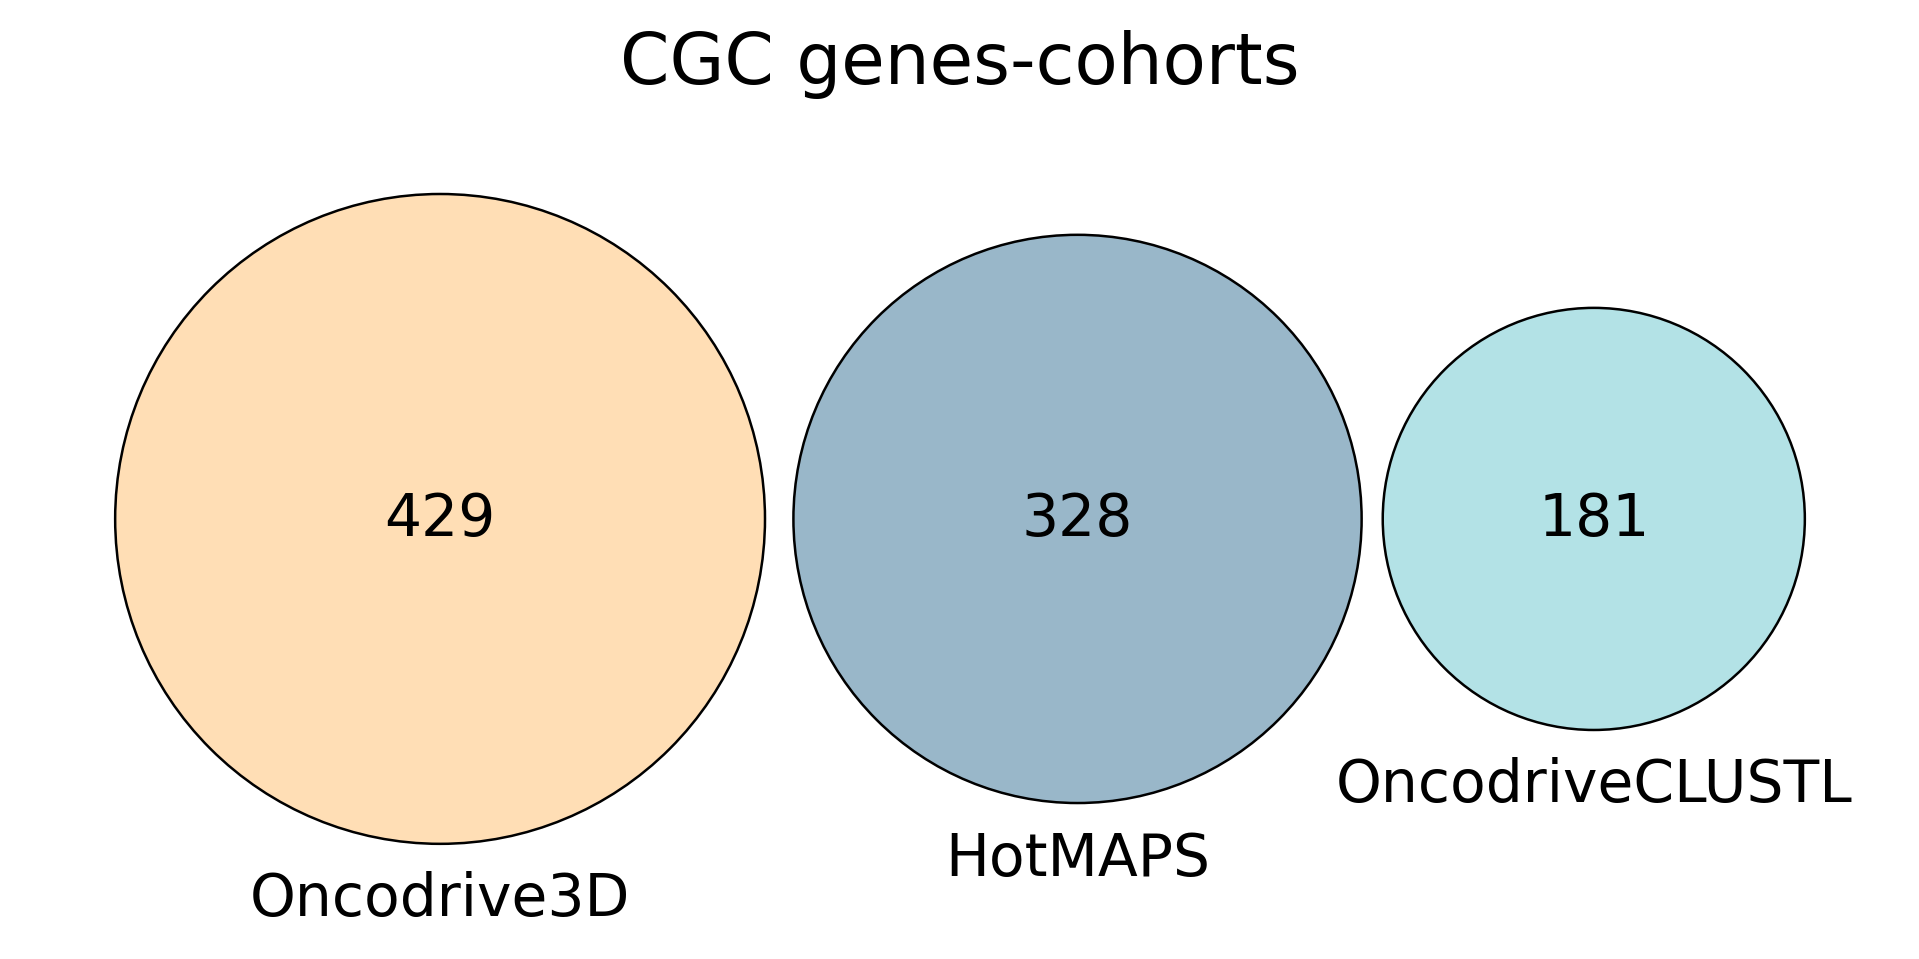 CGC genes-cohorts
429
328
181
OncodriveCLUSTL
HotMAPS
Oncodrive3D